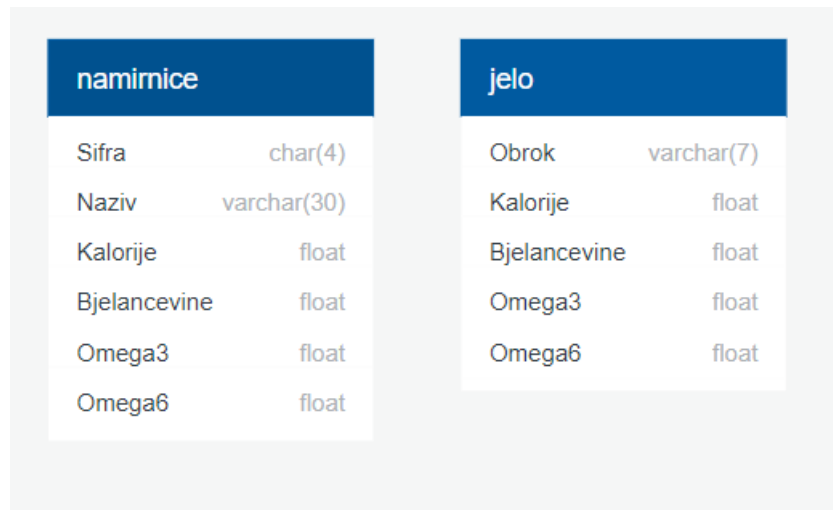 namirnice
Sifra char(4)
Naziv varchar(30)
Kalorije float
Bjelancevine float
Omega3 float
Omega6 float
jelo
Obrok varchar(7)
Kalorije float
Bjelancevine float
Omega3 float
Omega6 float